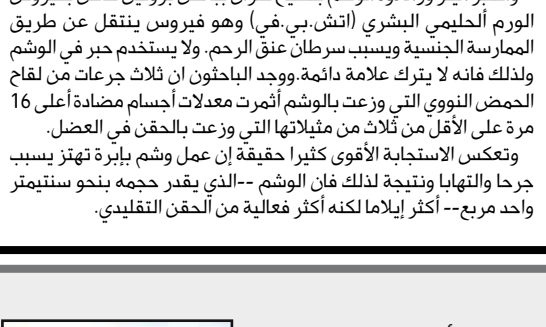 الورم ألحليمي البشري (اتش.بي.في) وهو فيروس ينتقل عن طريق
الممارسة الجنسية ويسبب سرطان عنق الرحم. ولا يستخدم حبر في الوشم
ولذلك فانه لا يترك علامة دائمة.ووجد الباحثون ان ثلاث جرعات من لقاح
الحمض النووي التي وزعت بالوشم أثمرت معدلات أجسام مضادة أعلى 16
مرة على الأقل من ثلاث من مثيلاتها التي وزعت بالحقن في العضل.
وتعكس الاستجابة الأقوى كثيرا حقيقة إن عمل وشم بإبرة تهتز يسبب
جرحا والتهابا ونتيجة لذلك فان الوشم --الذي يقدر حجمه بنحو سنتيمتر
واحد مربع-- أكثر إيلاما لكنه أكثر فعالية من الحقن التقليدي.